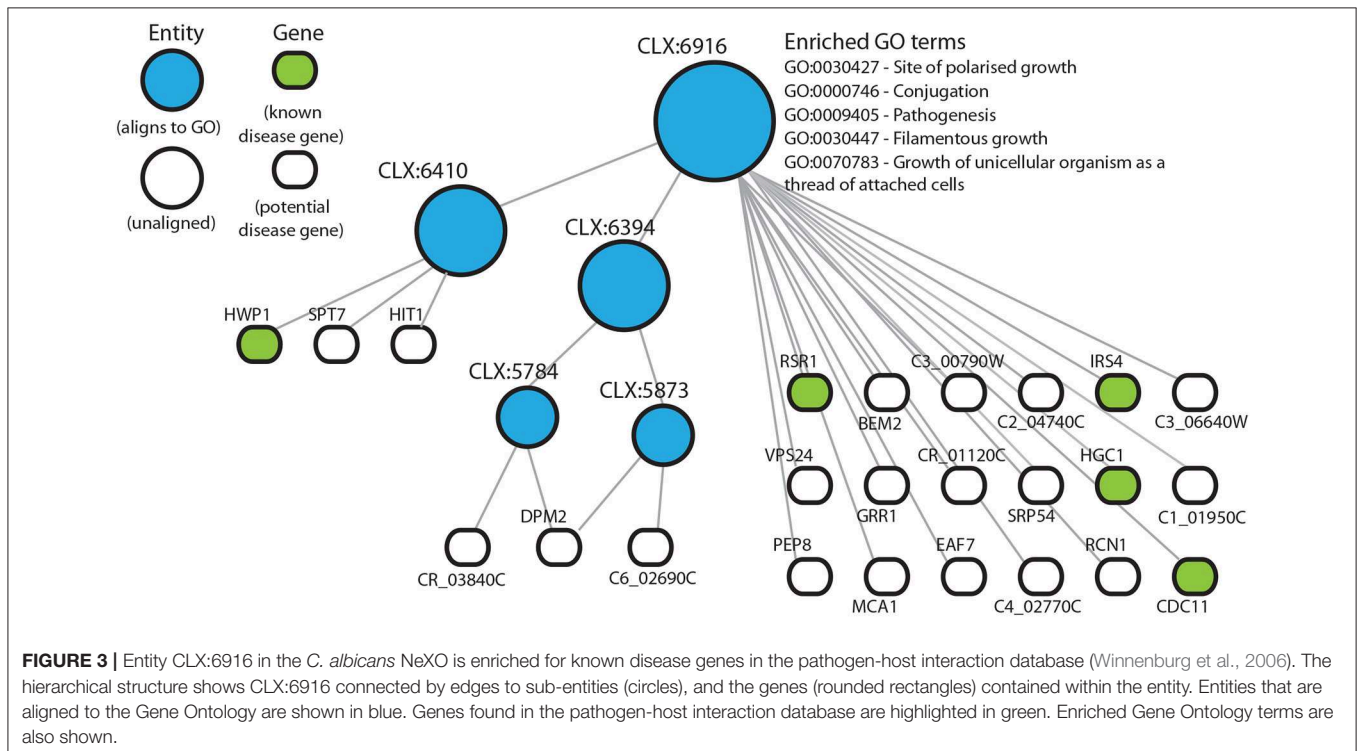 Entity
Gene
(aligns to GO)
(known
disease gene)
(unaligned)
(potential
disease gene)
CLX:6916
Enriched GO terms
GO:0030427 - Site of polarised growth
GO:0000746 - Conjugation
GO:0009405 - Pathogenesis
GO:0030447 - Filamentous growth
GO:0070783 - Growth of unicellular organism as a
thread of attached cells
CLX:6410
CLX:6394
HWP1
SPT7
HIT1
CLX:5784
CLX:5873
CR_03840C
DPM2
C6_02690C
RSR1
BEM2
C3_00790W
C2_04740C
IRS4
C3_06640W
VPS24
GRR1
CR_01120C
SRP54
HGC1
C1_01950C
PEP8
MCA1
EAF7
C4_02770C
RCN1
CDC11
FIGURE 3 | Entity CLX:6916 in the C. albicans NeXO is enriched for known disease genes in the pathogen-host interaction database (Winnenburg et al., 2006). The
hierarchical structure shows CLX:6916 connected by edges to sub-entities (circles), and the genes (rounded rectangles) contained within the entity. Entities that are
aligned to the Gene Ontology are shown in blue. Genes found in the pathogen-host interaction database are highlighted in green. Enriched Gene Ontology terms are
also shown.